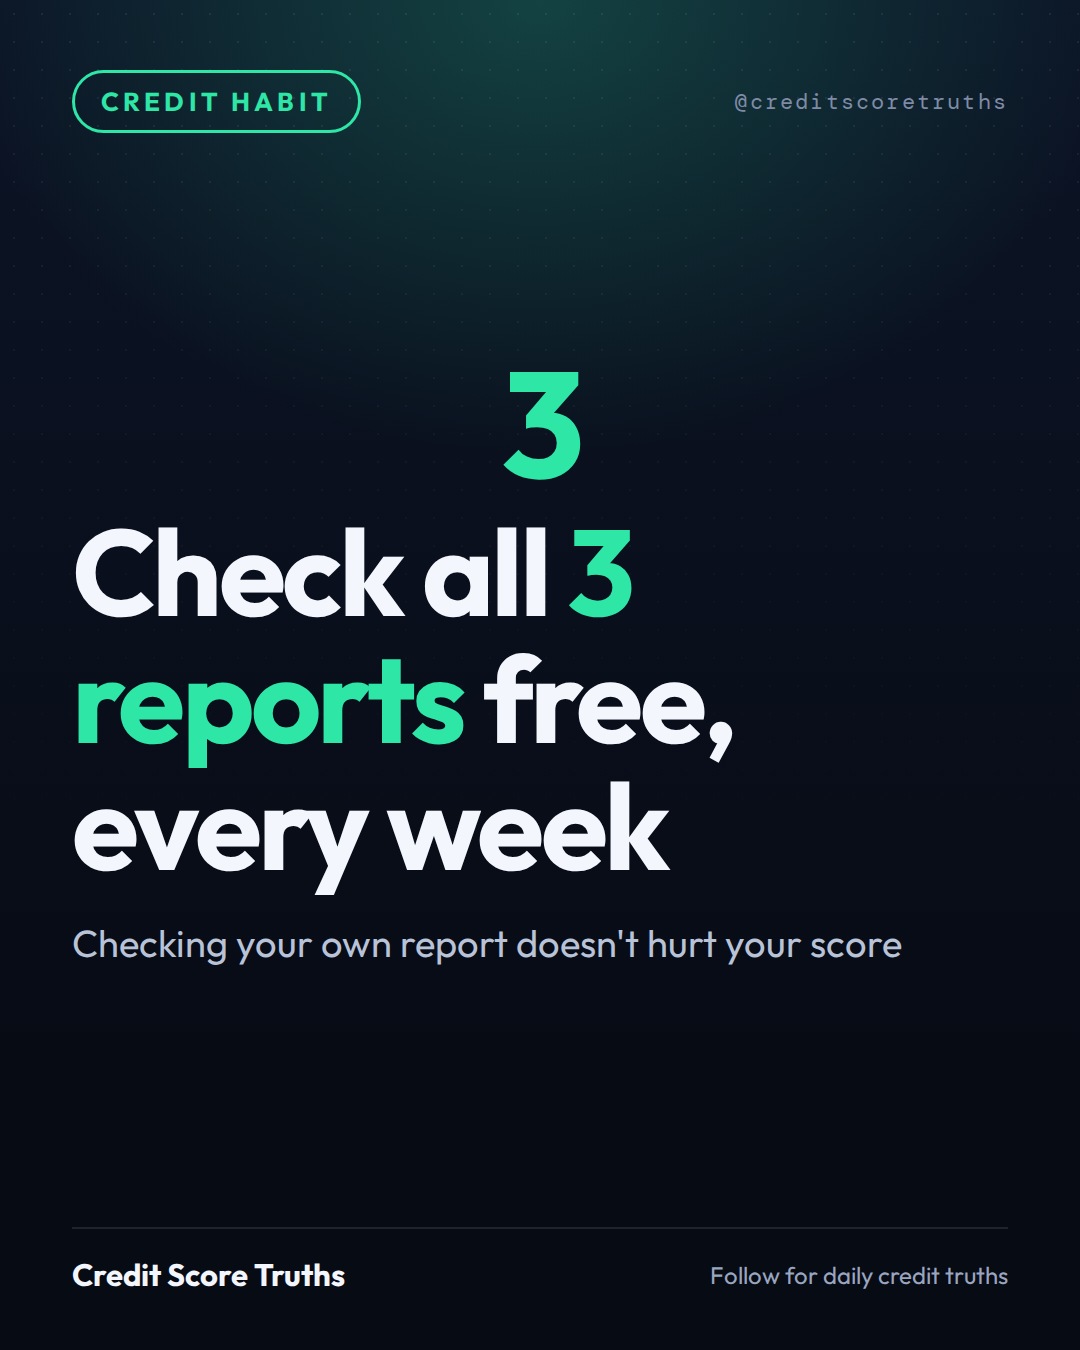 CREDIT HABIT
@creditscoretruths
3
Check all 3
reports free,
every week
Checking your own report doesn't hurt your score
Credit Score Truths
Follow for daily credit truths